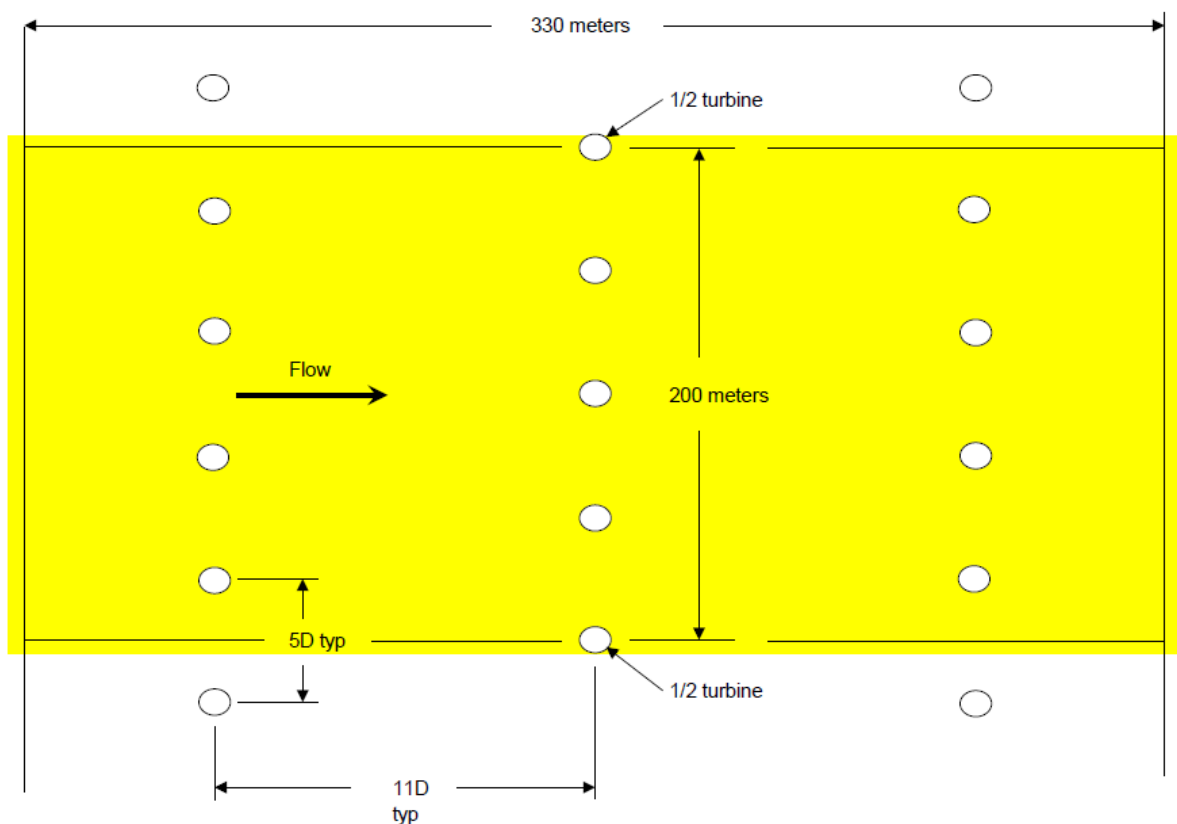 330 meters
1/2 turbine
Flow
200 meters
5D typ
1/2 turbine
11D
typ